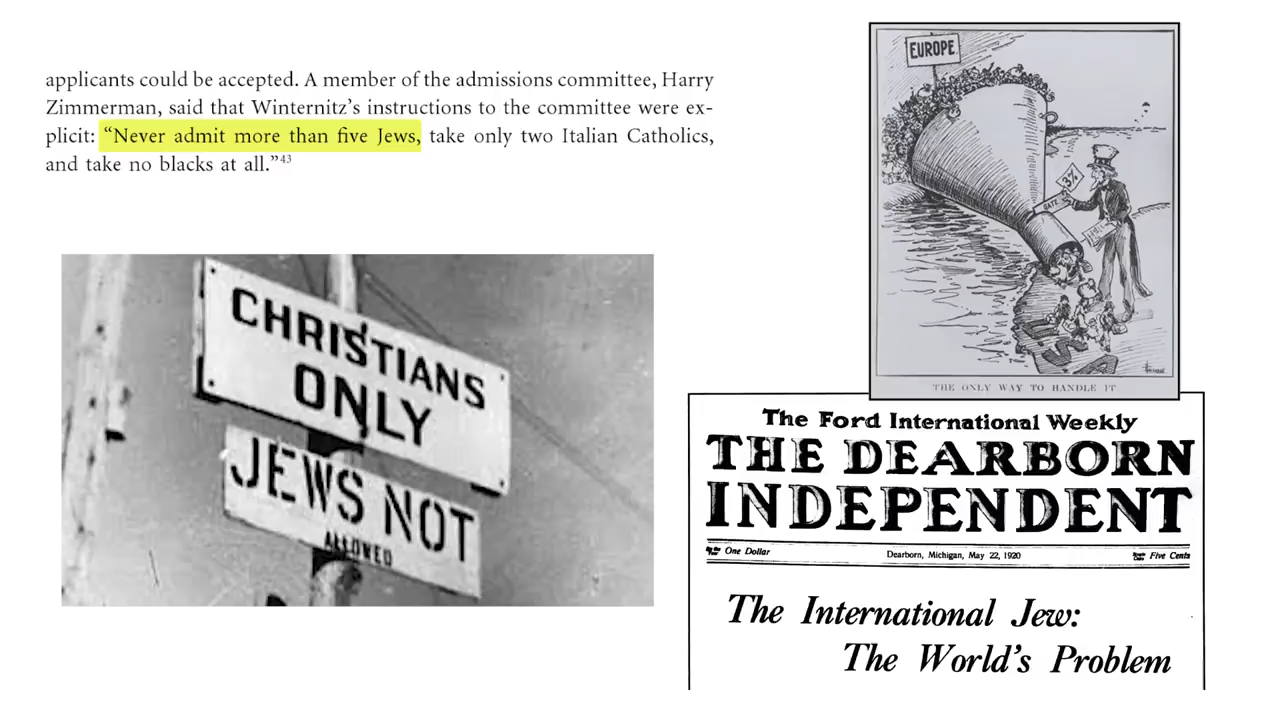 applicants could be accepted. A member of the admissions committee, Harry
Zimmerman, said that Winternitz’s instructions to the committee were ex-
plicit: “Never admit more than five Jews, take only two Italian Catholics,
and take no blacks at all.”43
CHRISTIANS
ONLY
JEWS NOT
ALLOWED
EUROPE
3%
GATE
THE ONLY WAY TO HANDLE IT
The Ford International Weekly
THE DEARBORN
INDEPENDENT
One Dollar
Dearborn, Michigan, May 22, 1920
Five Cents
The International Jew:
The World's Problem